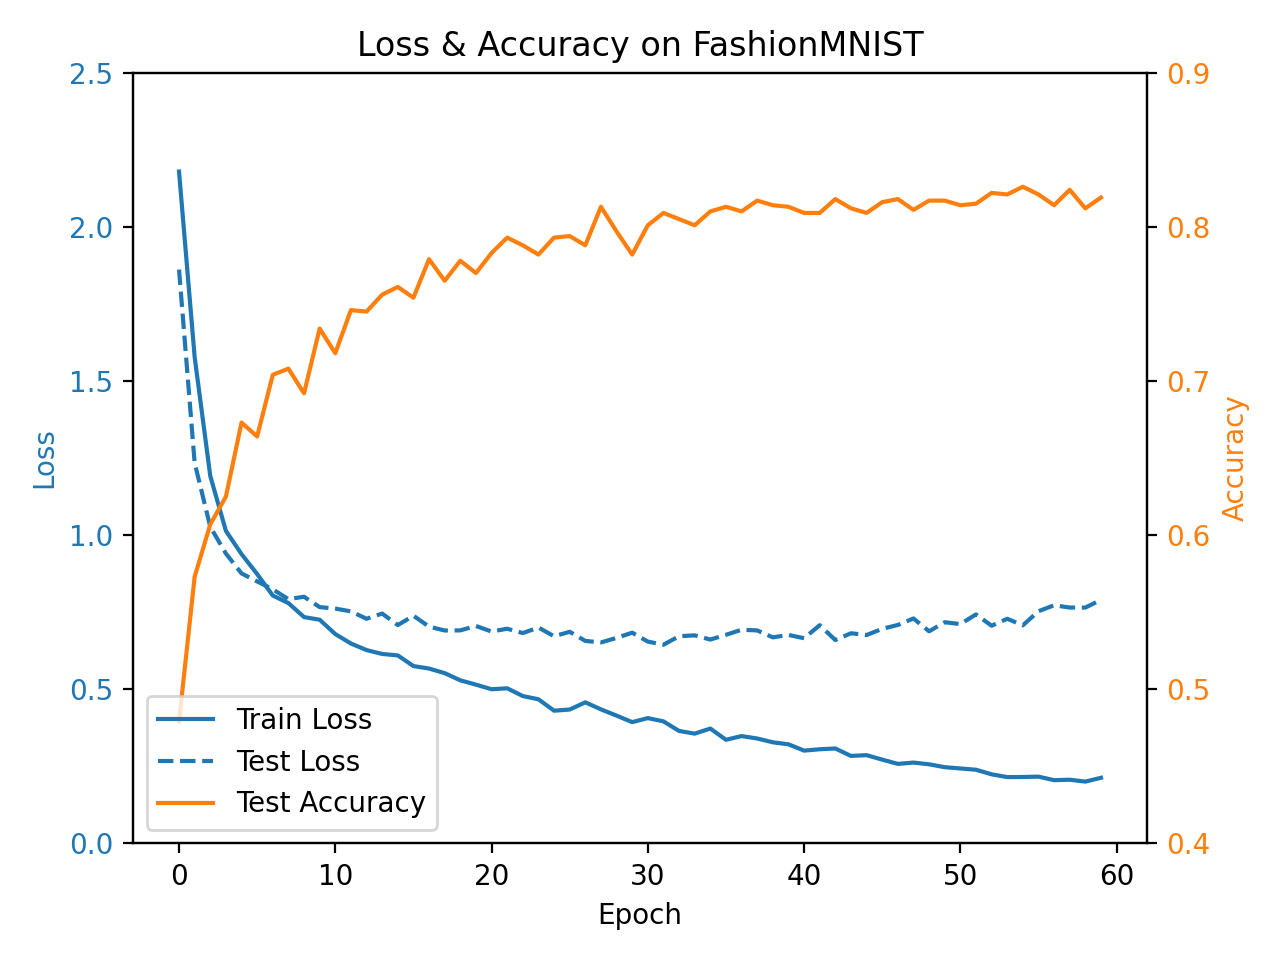 Loss & Accuracy on FashionMNIST
2.5
2.0
1.5
1.0
0.5
0.0
Loss
0.9
0.8
0.7
0.6
0.5
0.4
Accuracy
Train Loss
Test Loss
Test Accuracy
0 10 20 30 40 50 60
Epoch